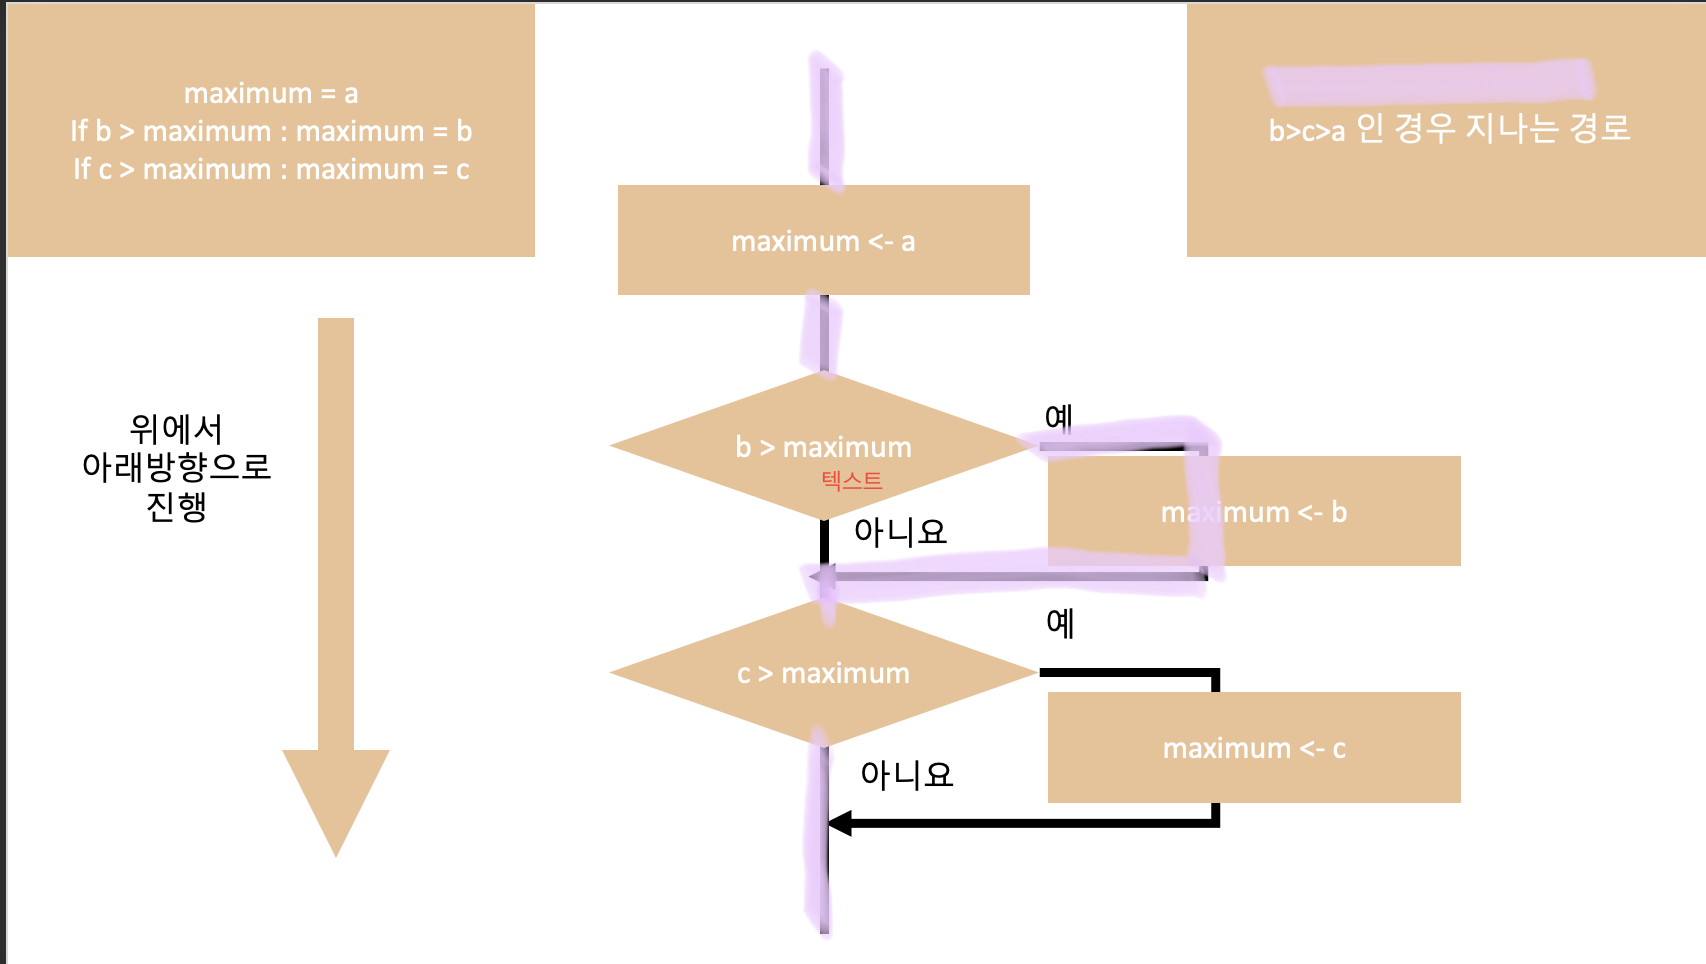 maximum = a
If b > maximum : maximum = b
If c > maximum : maximum = c
b>c>a 인 경우 지나는 경로
maximum <- a
위에서
아래방향으로
진행
예
b > maximum
텍스트
maximum <- b
아니요
예
c > maximum
maximum <- c
아니요